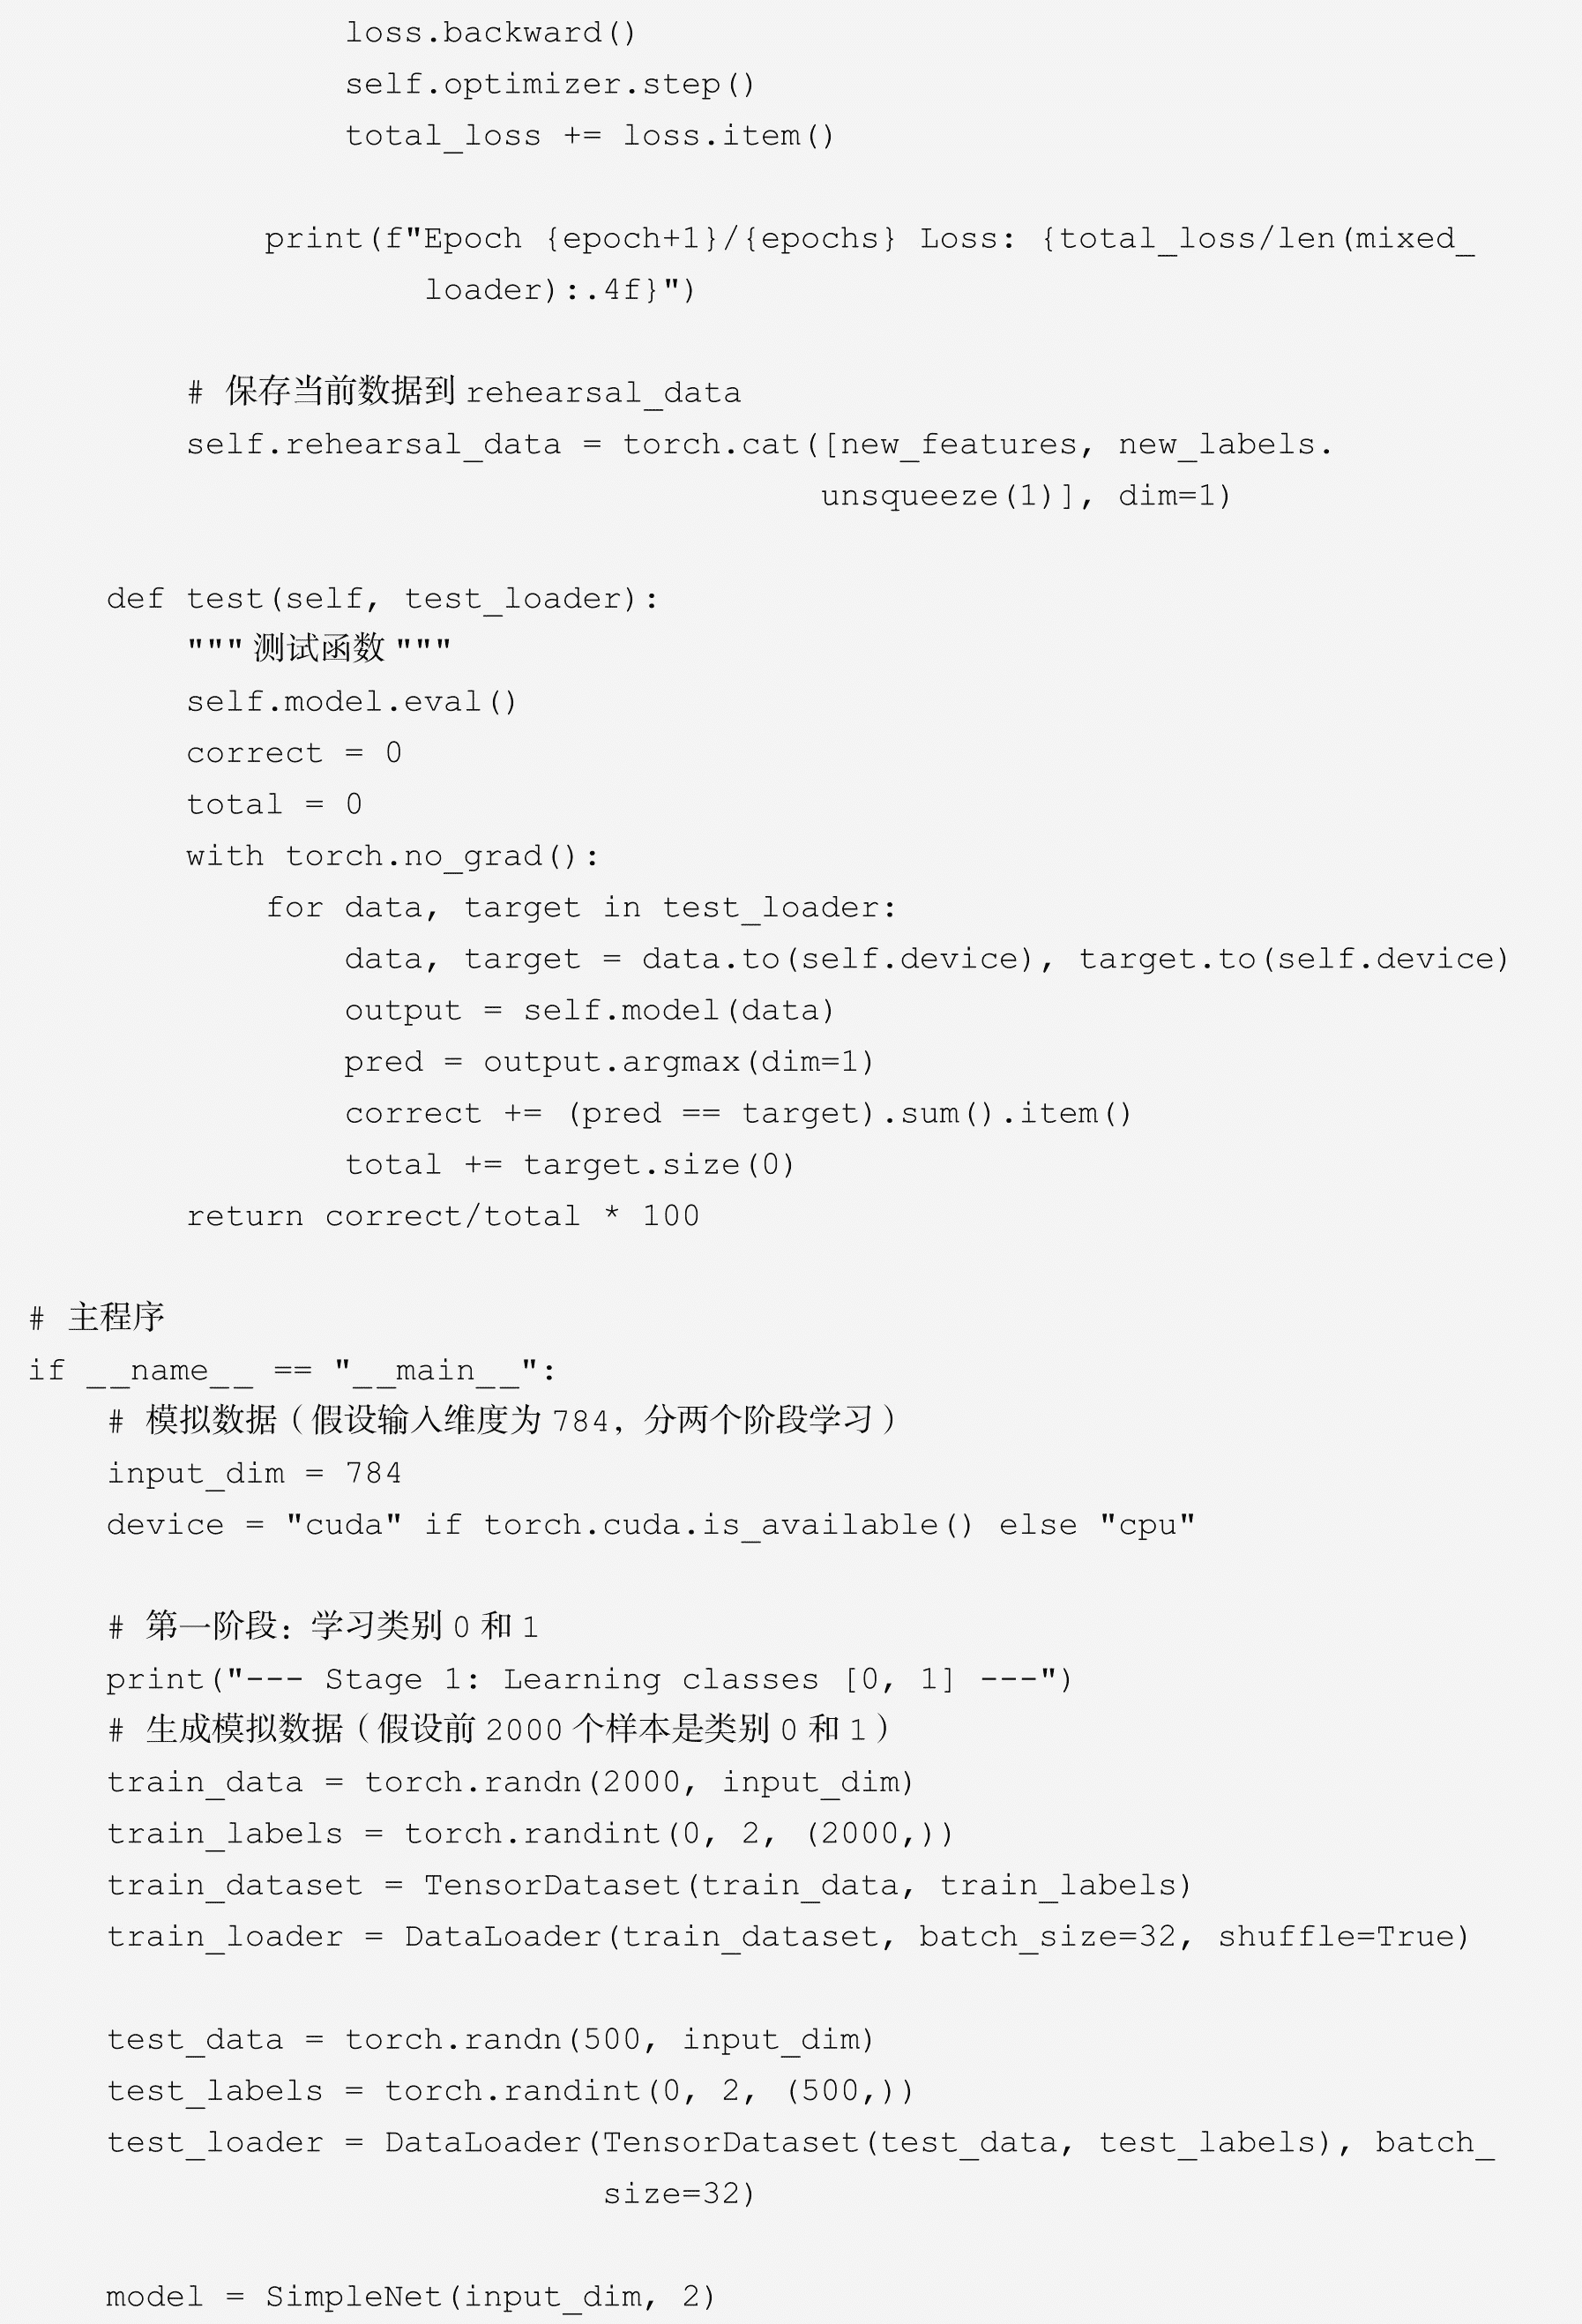 loss.backward()
self.optimizer.step()
total_loss += loss.item()
print(f"Epoch {epoch+1}/{epochs} Loss: {total_loss/len(mixed_
loader):.4f}")
# 保存当前数据到 rehearsal_data
self.rehearsal_data = torch.cat([new_features, new_labels.
unsqueeze(1)], dim=1)
def test(self, test_loader):
"""测试函数"""
self.model.eval()
correct = 0
total = 0
with torch.no_grad():
for data, target in test_loader:
data, target = data.to(self.device), target.to(self.device)
output = self.model(data)
pred = output.argmax(dim=1)
correct += (pred == target).sum().item()
total += target.size(0)
return correct/total * 100
# 主程序
if __name__ == "__main__":
# 模拟数据（假设输入维度为 784，分两个阶段学习）
input_dim = 784
device = "cuda" if torch.cuda.is_available() else "cpu"
# 第一阶段：学习类别 0 和 1
print("--- Stage 1: Learning classes [0, 1] ---")
# 生成模拟数据（假设前 2000 个样本是类别 0 和 1）
train_data = torch.randn(2000, input_dim)
train_labels = torch.randint(0, 2, (2000,))
train_dataset = TensorDataset(train_data, train_labels)
train_loader = DataLoader(train_dataset, batch_size=32, shuffle=True)
test_data = torch.randn(500, input_dim)
test_labels = torch.randint(0, 2, (500,))
test_loader = DataLoader(TensorDataset(test_data, test_labels), batch_
size=32)
model = SimpleNet(input_dim, 2)